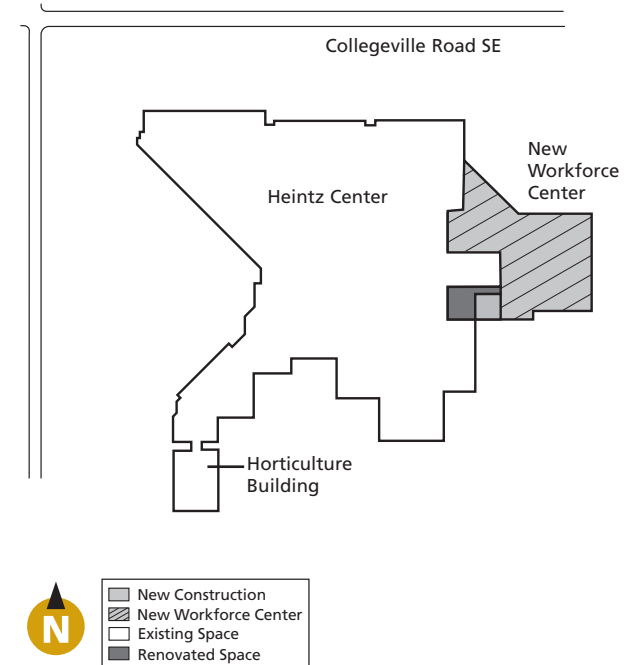 Collegeville Road SE
New
Workforce
Center
Heintz Center
Horticulture
Building
N
New Construction
New Workforce Center
Existing Space
Renovated Space